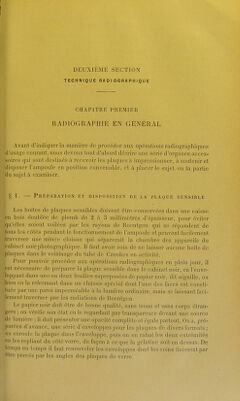 DEUXIÈME SECTION
TECHNIQUE RADIOGRAPHIQUE
CHAPITRE PREMIER
RADIOGRAPHIE EN GÉNÉRAL
Avant d'indiquer la manière de procéder aux opérations radiographiques
d'usage courant, nous devons tout d'abord décrire une série d'organes acces-
soires qui sont destinés à recevoir les plaques à impressionner, à soutenir et
disposer l'ampoule en position convenable, et à placer le sujet ou la partie
du sujet à examiner.
§ I. — PRÉPARATION ET DISPOSITION DE LA PLAQUE SENSIBLE
Les boîtes de plaques sensibles doivent être conservées dans une caisse
en bois doublée de plomb de 2 à 3 millimètres d'épaisseur, pour éviter
qu'elles soient voilées par les rayons de Rœntgen qui se répandent de
tous les côtés pendant le fonctionnement de l'ampoule et peuvent facilement
traverser une mince cloison qui séparerait la chambre des appareils du
cabinet noir photographique. Il faut avoir soin de ne laisser aucune boîte de
plaques dans le voisinage du tube de Crookes en activité.
Pour pouvoir procéder aux opérations radiographiques en plein jour, il
est nécessaire de préparer la plaque sensible dans le cabinet noir, en l'enve-
loppant dans une ou deux feuilles superposées de papier noir, dit aiguille, ou
bien en la renfermant dans un châssis spécial dont l'une des faces est consti-
tuée par une paroi imperméable à la lumière ordinaire, mais se laissant faci-
lement traverser par les radiations de Rœntgen.
Le papier noir doit être de bonne qualité, sans trous et sans corps étran-
gers; on vérifie son état en le regardant par transparence devant une source
de lumière; il doit présenter une opacité complète et égale partout. On a, pré-
parées d'avance, une série d'enveloppes pour les plaques de divers formats;
on introduit la plaque dans l'enveloppe, puis on en rabat les deux extrémités
en les repliant du côté verre, de façon à ce que la gélatine soit en dessus. De
temps en temps il faut renouveler les enveloppes dont les coins finissent par
être percés par les angles des plaques de verre.